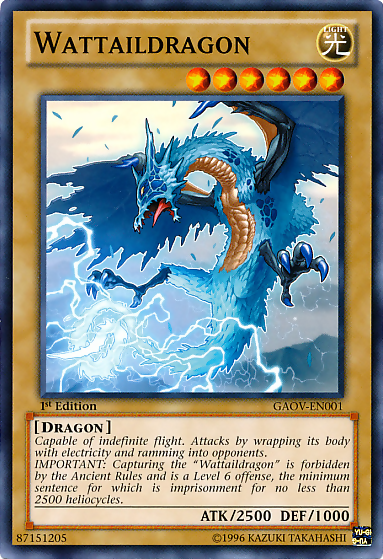 WATTAILDRAGON
LIGHT
光
1st Edition
GAOV-EN001
[DRAGON]
Capable of indefinite flight. Attacks by wrapping its body
with electricity and ramming into opponents.
IMPORTANT: Capturing the “Wattaildragon” is forbidden
by the Ancient Rules and is a Level 6 offense, the minimum
sentence for which is imprisonment for no less than
2500 heliocycles.
ATK/2500 DEF/1000
87151205
©1996 KAZUKI TAKAHASHI